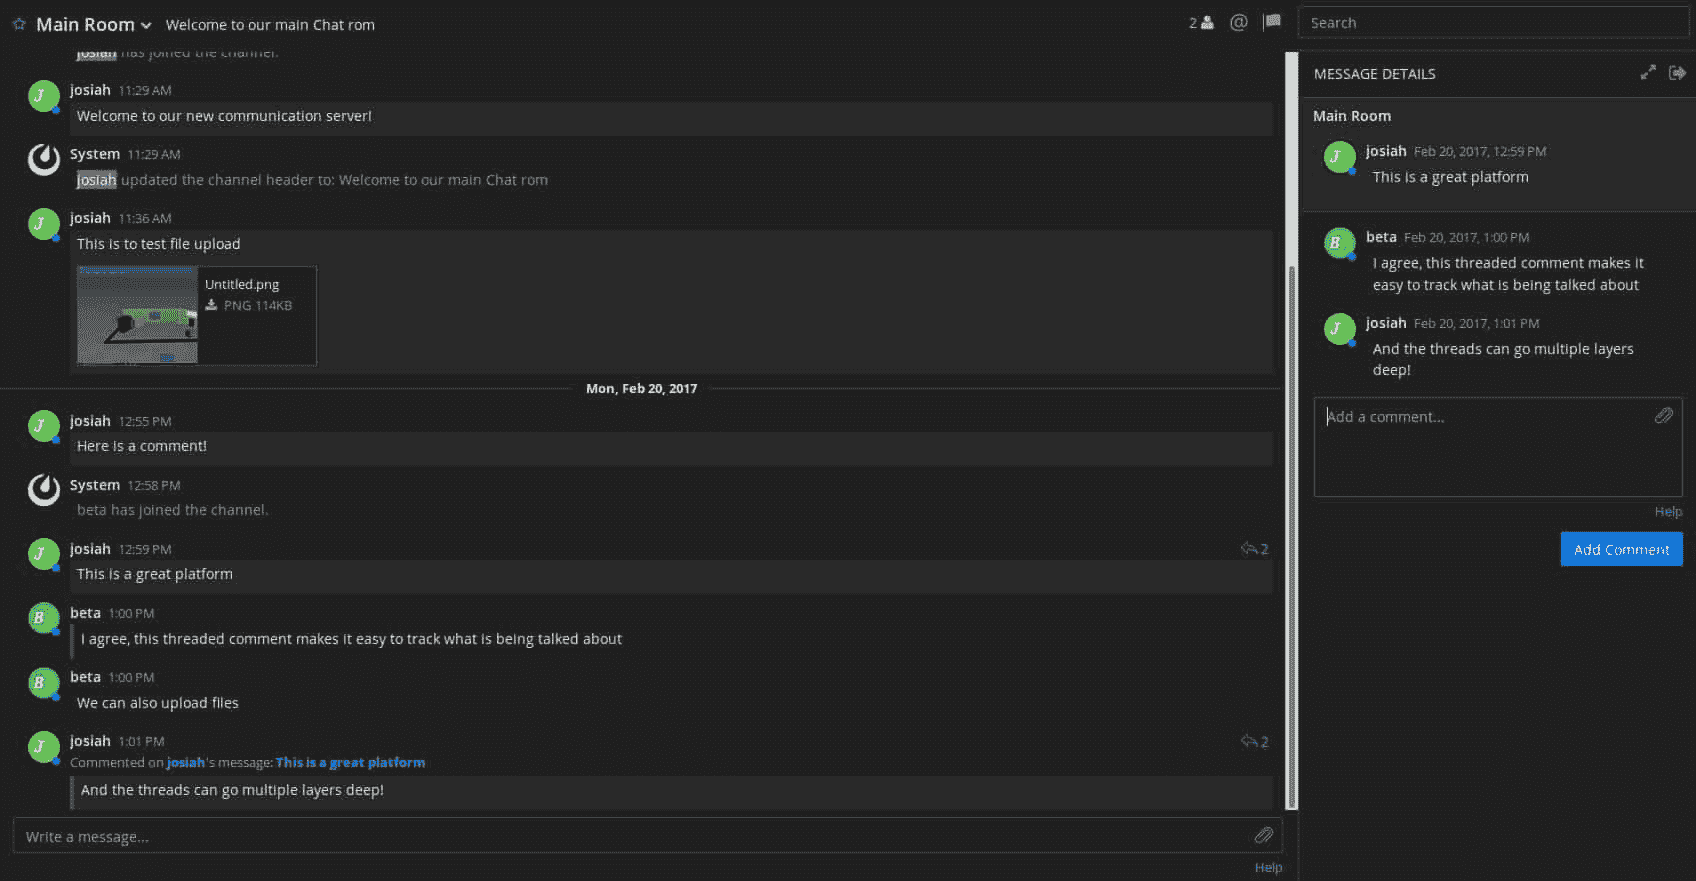 Main Room Welcome to our main Chat rom
2 @
Search
josiah has joined the channel.
J josiah 11:29 AM
Welcome to our new communication server!
System 11:29 AM
josiah updated the channel header to: Welcome to our main Chat rom
J josiah 11:36 AM
This is to test file upload
Untitled.png
PNG 114KB
Mon, Feb 20, 2017
J josiah 12:55 PM
Here is a comment!
System 12:58 PM
beta has joined the channel.
J josiah 12:59 PM 2
This is a great platform
B beta 1:00 PM
I agree, this threaded comment makes it easy to track what is being talked about
B beta 1:00 PM
We can also upload files
J josiah 1:01 PM 2
Commented on josiah's message: This is a great platform
And the threads can go multiple layers deep!
Write a message...
Help
MESSAGE DETAILS
Main Room
J josiah Feb 20, 2017, 12:59 PM
This is a great platform
B beta Feb 20, 2017, 1:00 PM
I agree, this threaded comment makes it
easy to track what is being talked about
J josiah Feb 20, 2017, 1:01 PM
And the threads can go multiple layers
deep!
Add a comment...
Help
Add Comment